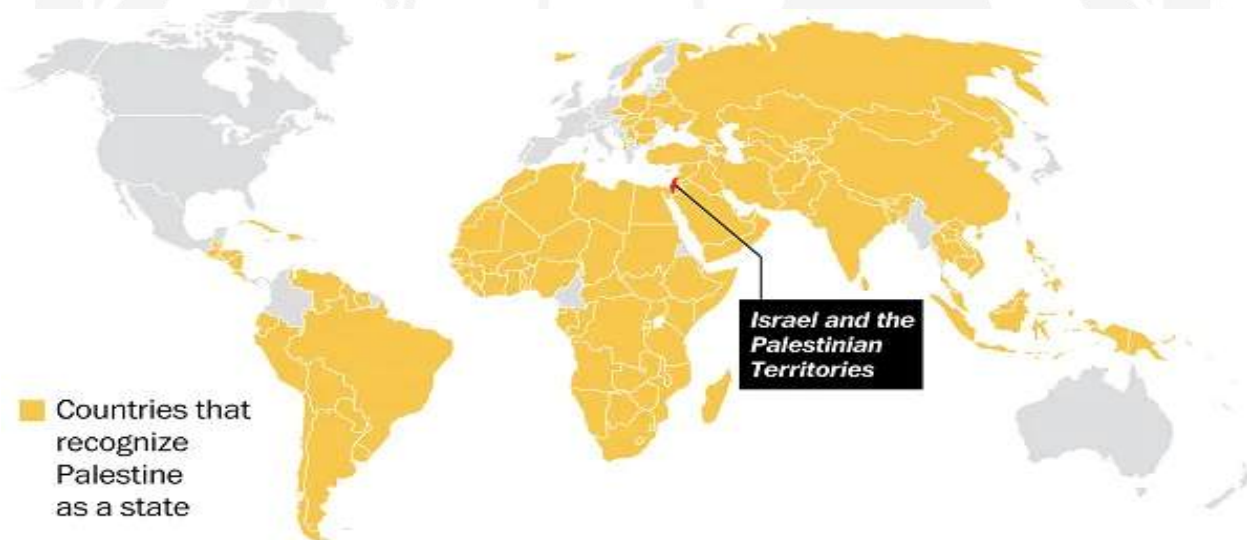 Israel and the
Palestinian
Territories
Countries that
recognize
Palestine
as a state